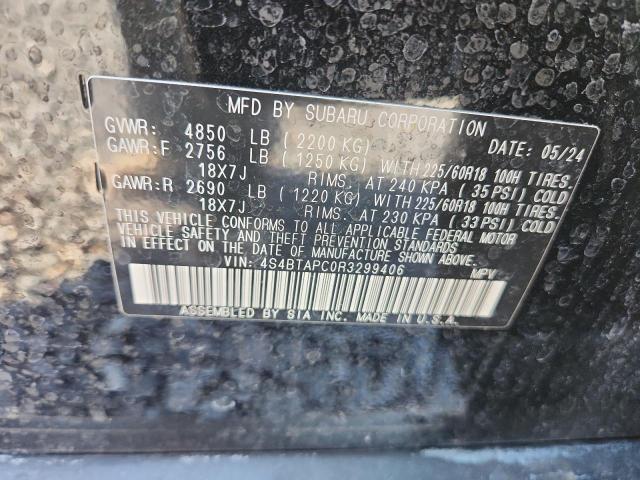 MFD BY SUBARU CORPORATION
GVWR: 4850 LB (2200 KG) DATE: 05/24
GAWR:F 2756 LB (1250 KG) WITH 225/60R18 100H TIRES.
18X7J RIMS. AT 240 KPA (35 PSI) COLD
GAWR:R 2690 LB (1220 KG) WITH 225/60R18 100H TIRES.
18X7J RIMS. AT 230 KPA (33 PSI) COLD
THIS VEHICLE CONFORMS TO ALL APPLICABLE FEDERAL MOTOR
VEHICLE SAFETY AND THEFT PREVENTION STANDARDS
IN EFFECT ON THE DATE OF MANUFACTURE SHOWN ABOVE.
VIN: 4S4BTAPC0R3299406 MPV
ASSEMBLED BY SIA INC. MADE IN U.S.A.